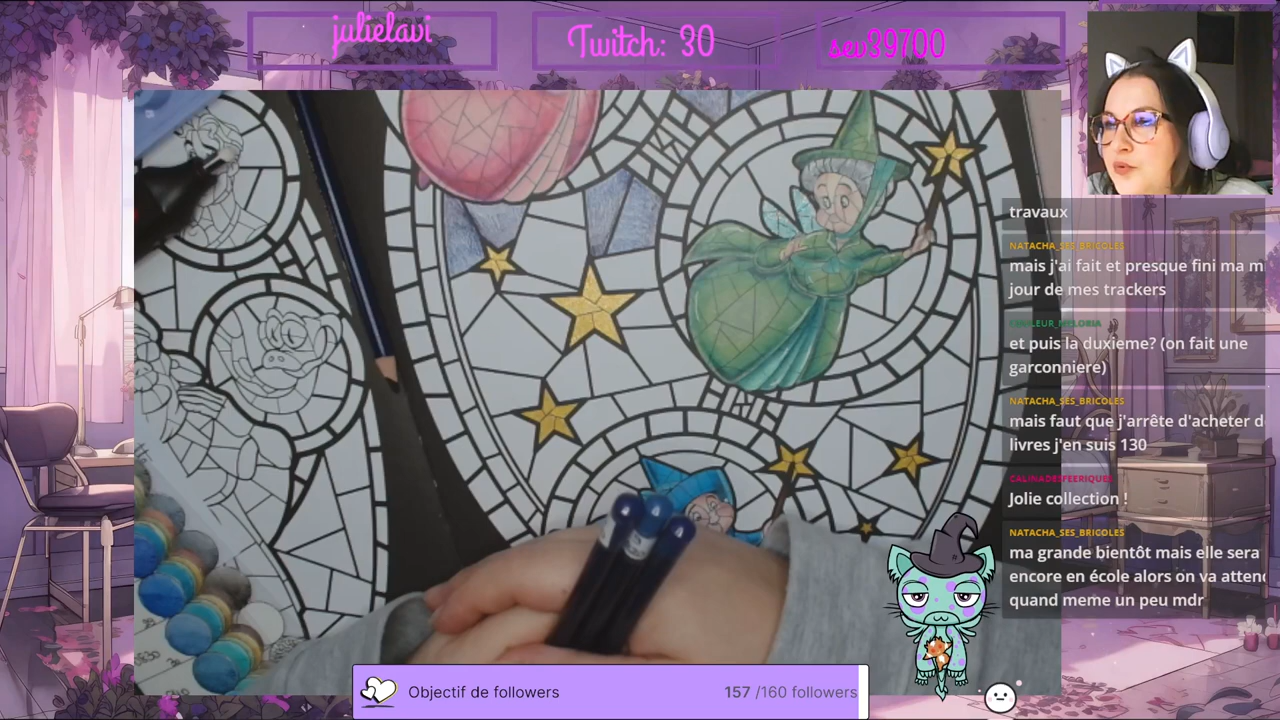 julielavi
Twitch: 30
sev39700
travaux
NATACHA_SES_BRICOLES
mais j'ai fait et presque fini ma m
jour de mes trackers
et puis la duxieme? (on fait une
garconniere)
NATACHA_SES_BRICOLES
mais faut que j'arrête d'acheter d
livres j'en suis 130
CALINADESFEERIQUES
Jolie collection !
NATACHA_SES_BRICOLES
ma grande bientôt mais elle sera
encore en école alors on va atten
quand meme un peu mdr
Objectif de followers
157 /160 followers